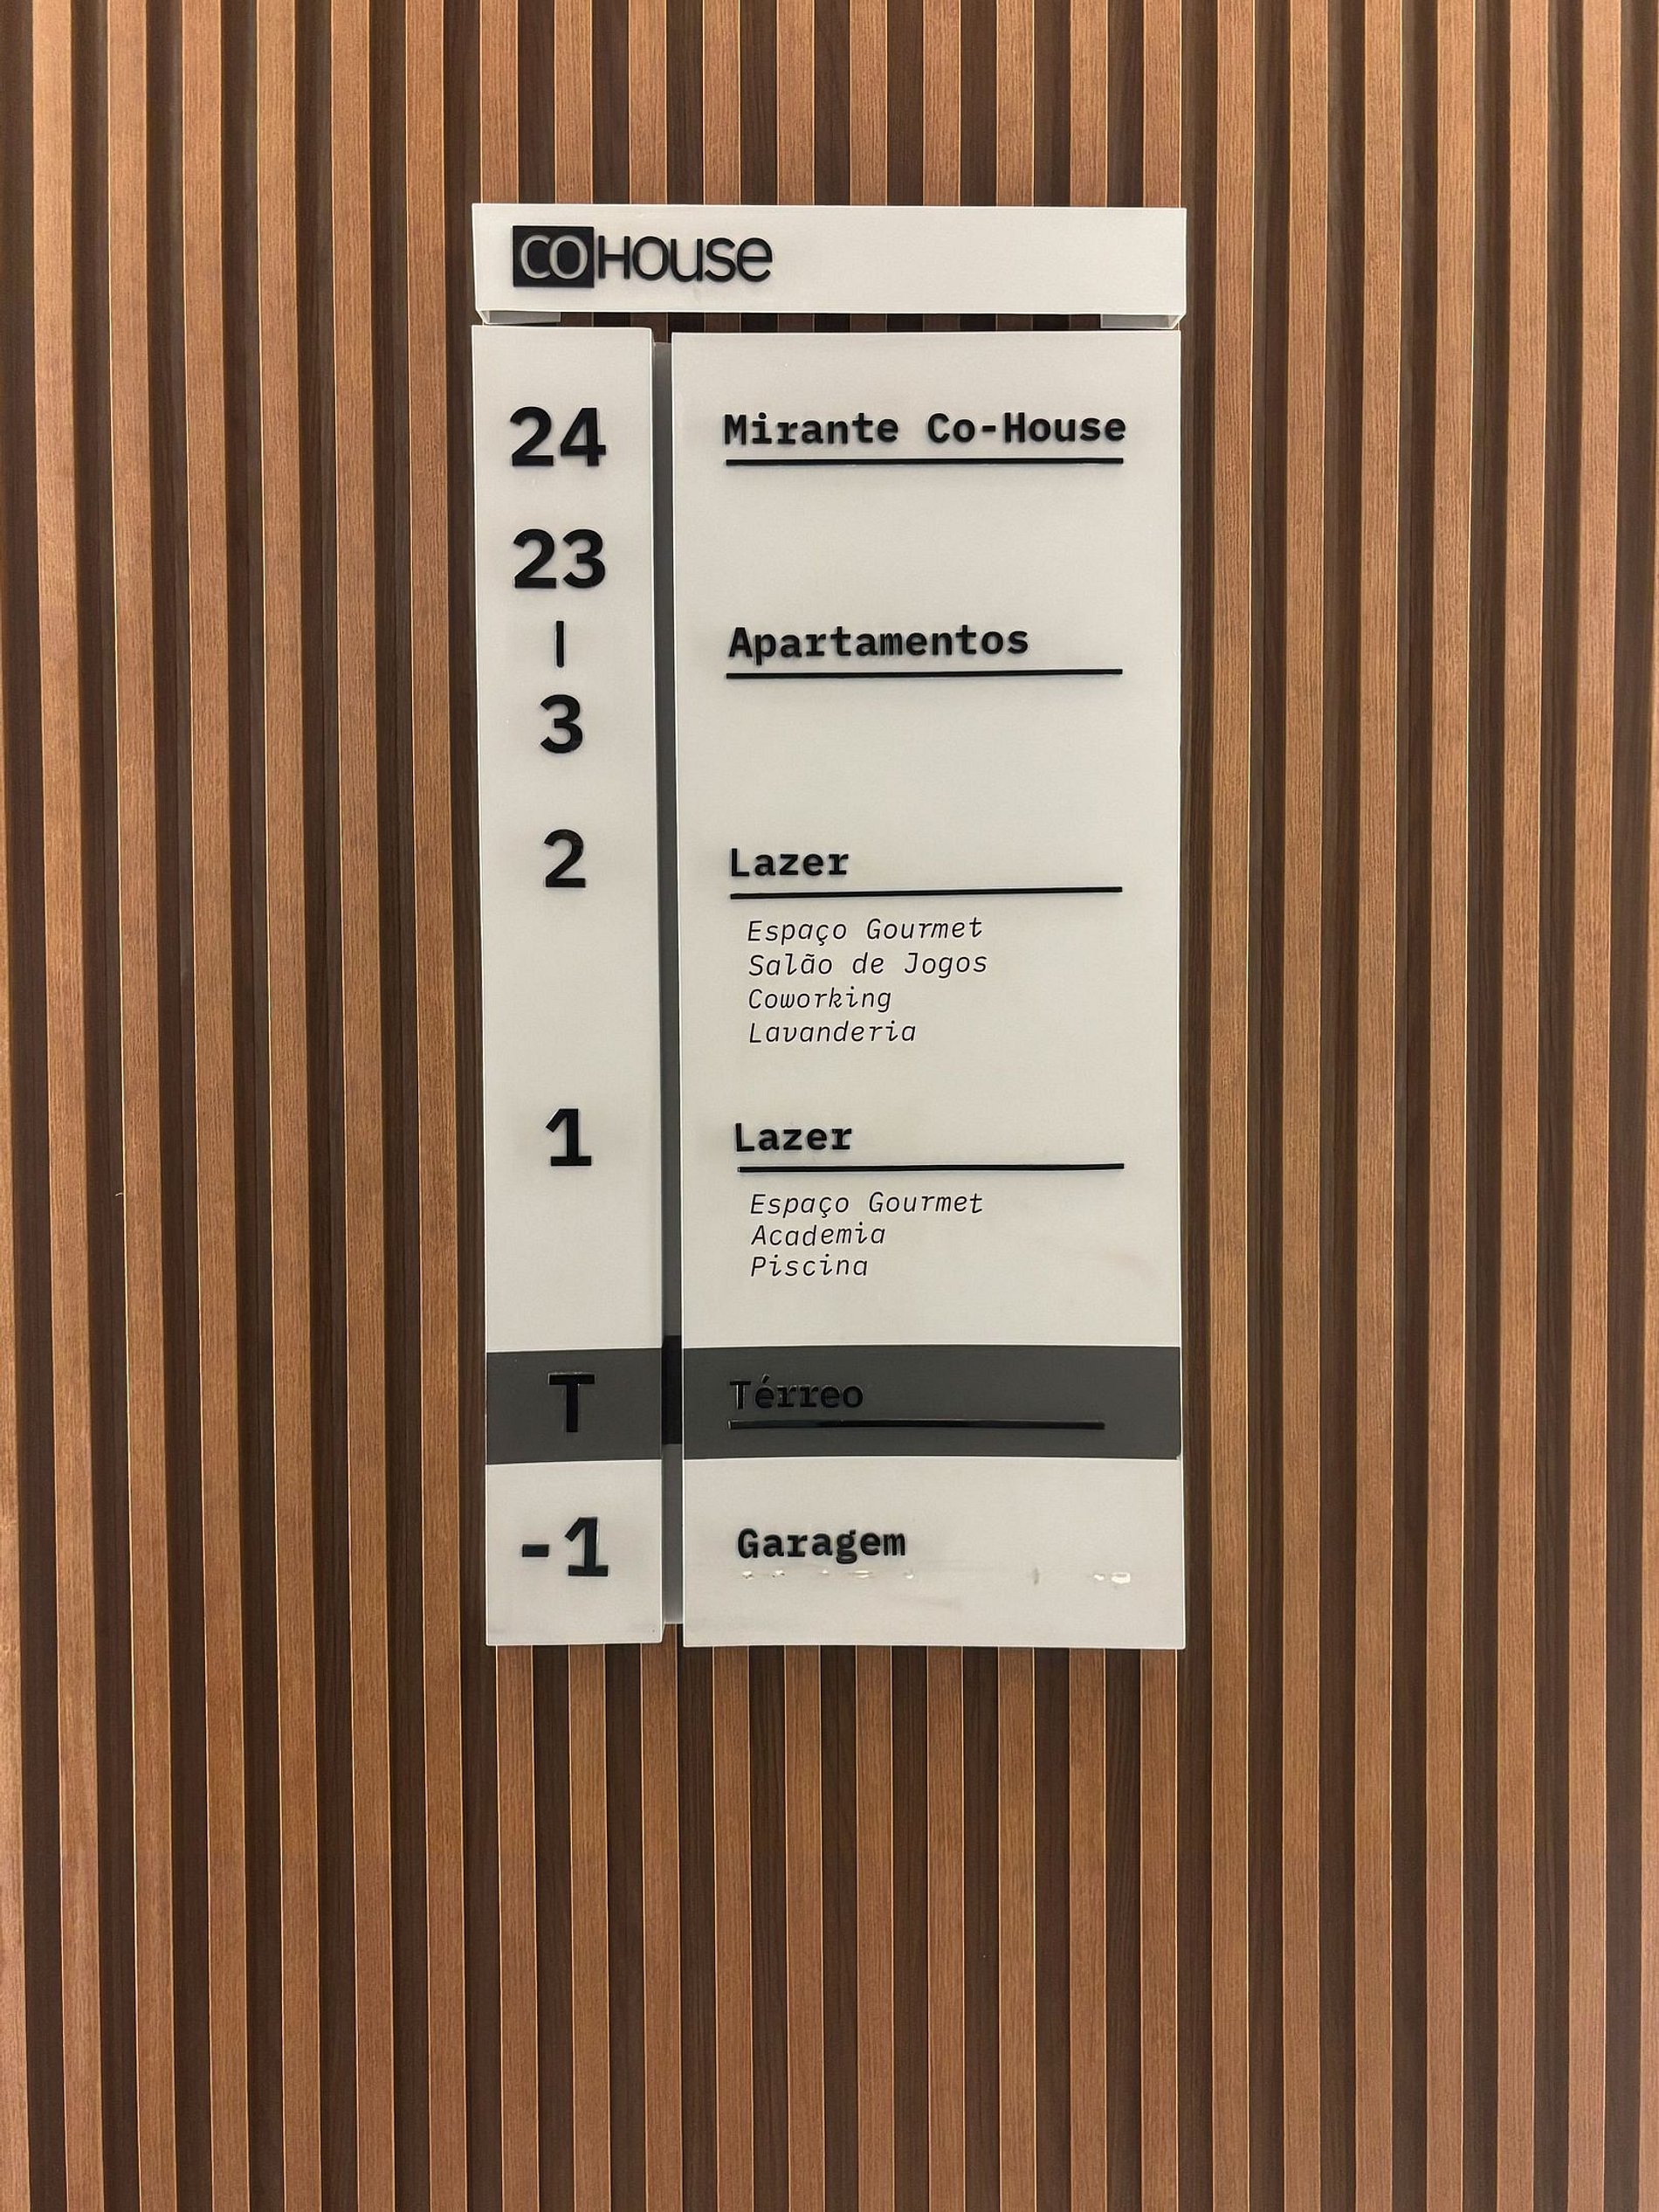 COHOUSE
24 Mirante Co-House
23
| Apartamentos
3
2 Lazer
Espaço Gourmet
Salão de Jogos
Coworking
Lavanderia
1 Lazer
Espaço Gourmet
Academia
Piscina
T Térreo
-1 Garagem